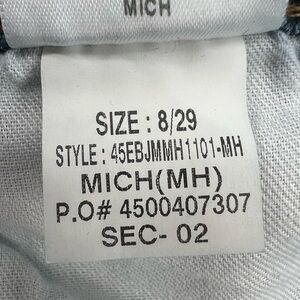 MICH
SIZE : 8/29
STYLE : 45EBJMMH1101-MH
MICH(MH)
P.O# 4500407307
SEC- 02